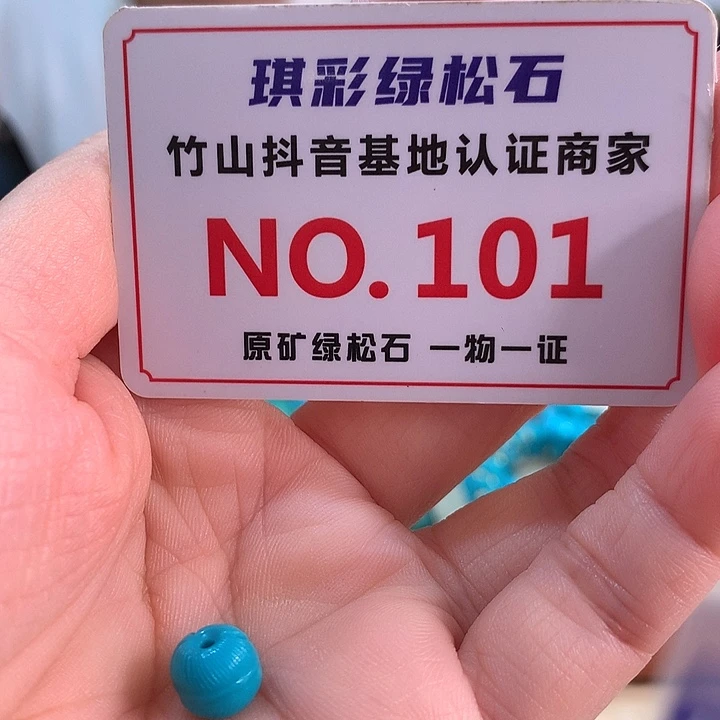 琪彩绿松石
竹山抖音基地认证商家
NO.101
原矿绿松石 一物一证